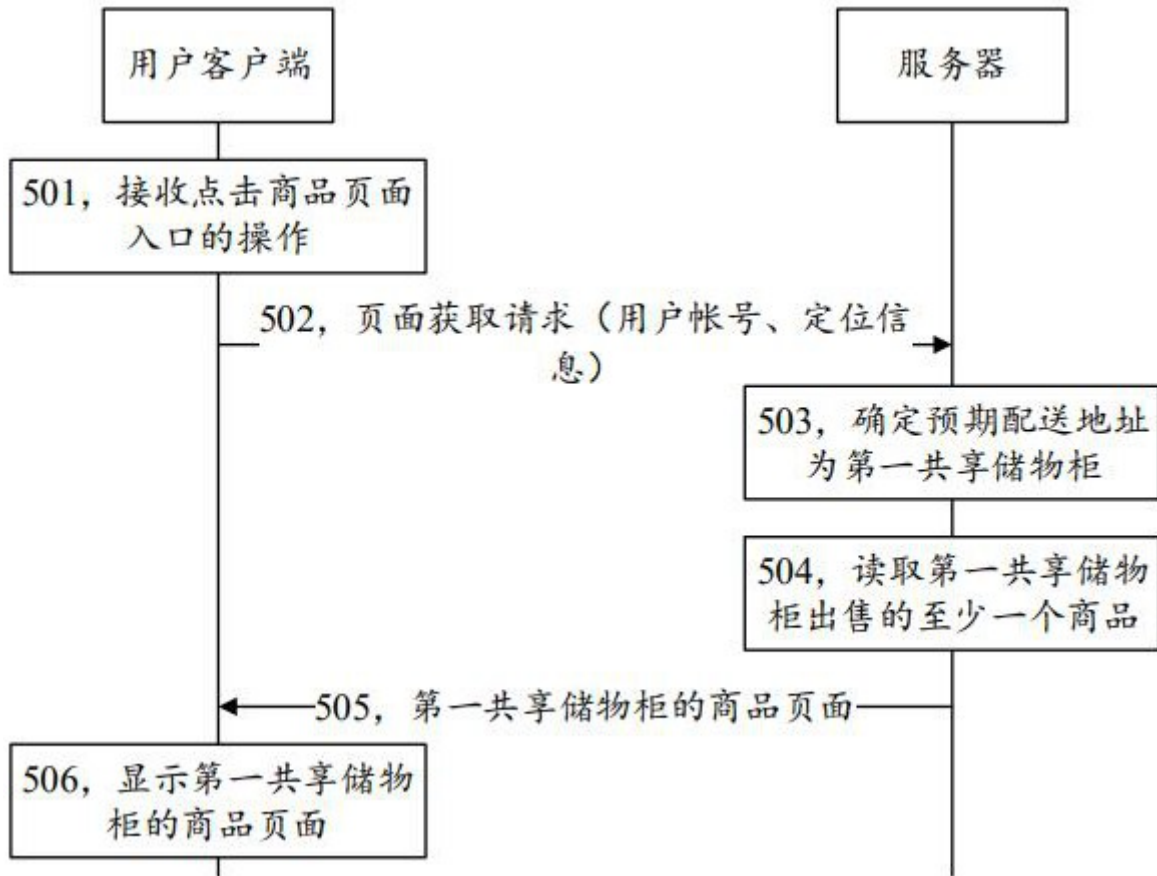 用户客户端
服务器
501，接收点击商品页面
入口的操作
502，页面获取请求（用户帐号、定位信
息）
503，确定预期配送地址
为第一共享储物柜
504，读取第一共享储物
柜出售的至少一个商品
505，第一共享储物柜的商品页面
506，显示第一共享储物
柜的商品页面